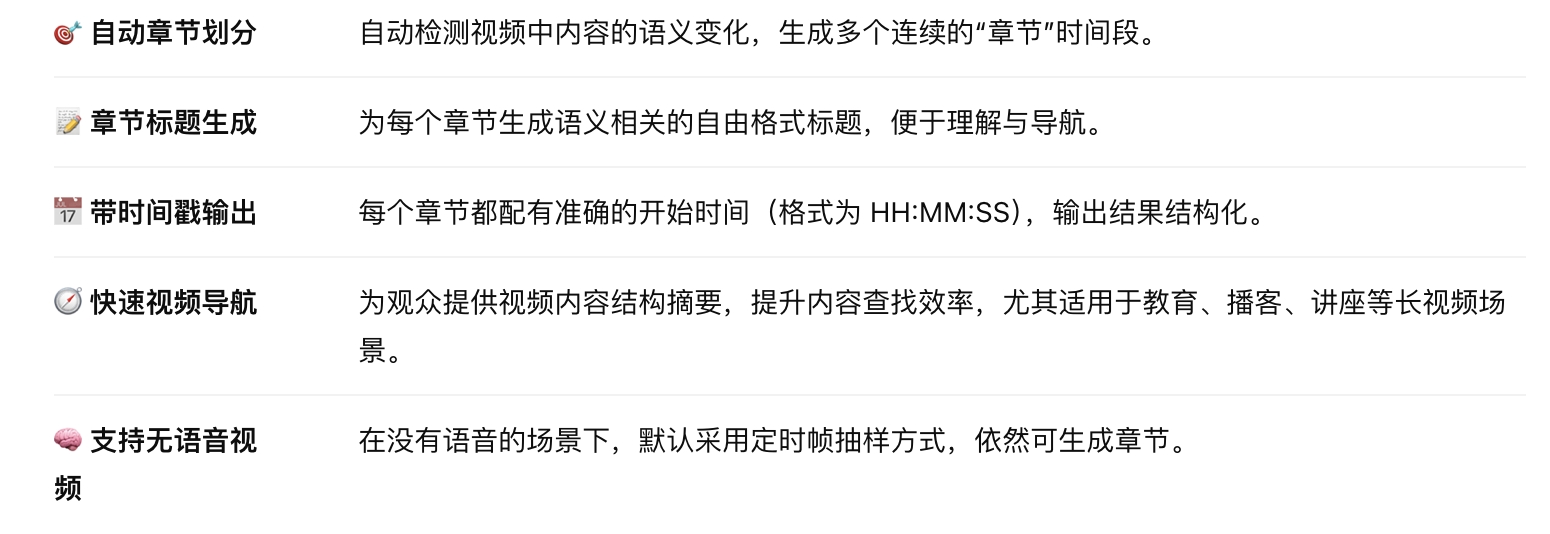 🎯 自动章节划分 自动检测视频中内容的语义变化，生成多个连续的“章节”时间段。
📝 章节标题生成 为每个章节生成语义相关的自由格式标题，便于理解与导航。
📅 带时间戳输出 每个章节都配有准确的开始时间（格式为 HH:MM:SS），输出结果结构化。
🧭 快速视频导航 为观众提供视频内容结构摘要，提升内容查找效率，尤其适用于教育、播客、讲座等长视频场
景。
🧠 支持无语音视 在没有语音的场景下，默认采用定时帧抽样方式，依然可生成章节。
频